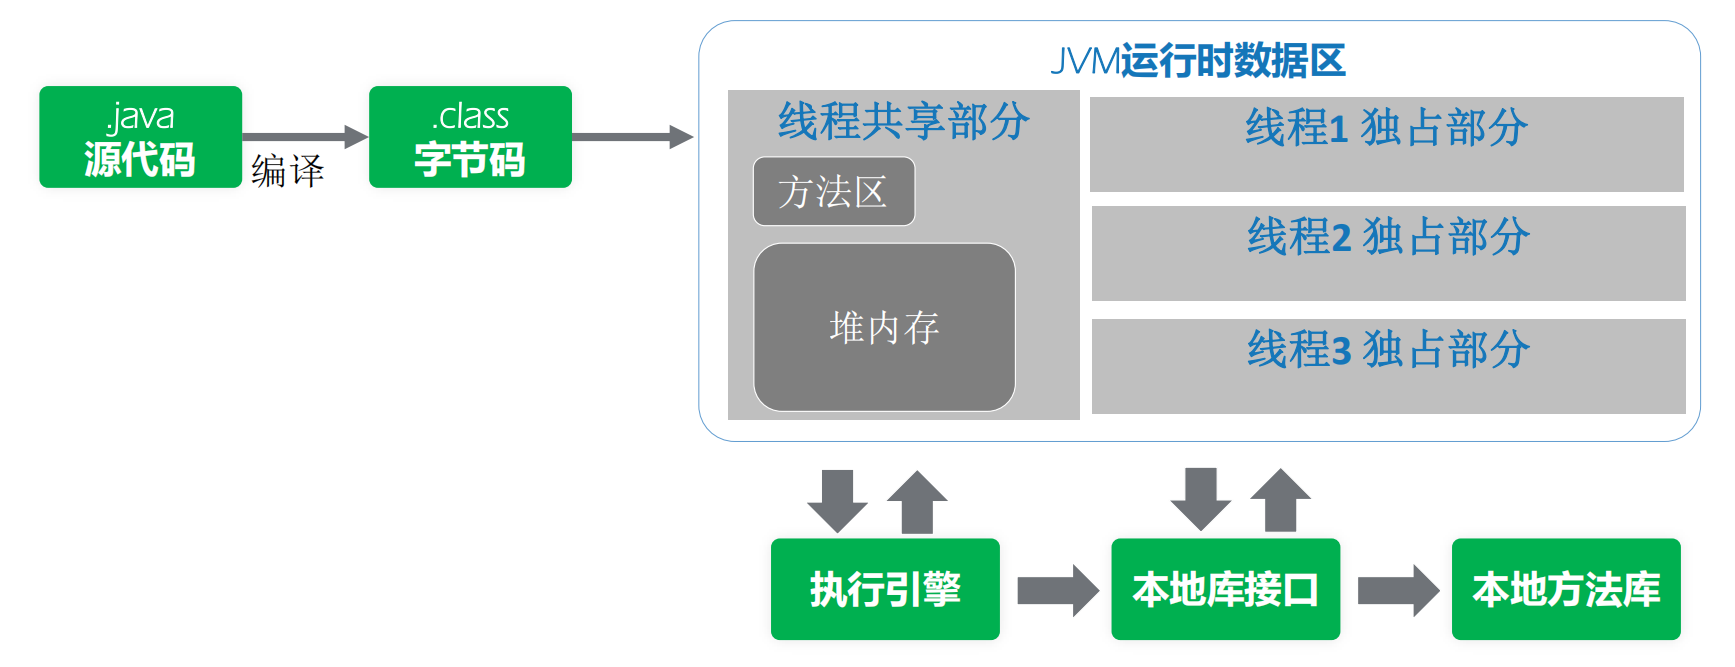 .java
源代码
编译
.class
字节码
JVM运行时数据区
线程共享部分
方法区
堆内存
线程1 独占部分
线程2 独占部分
线程3 独占部分
执行引擎
本地库接口
本地方法库